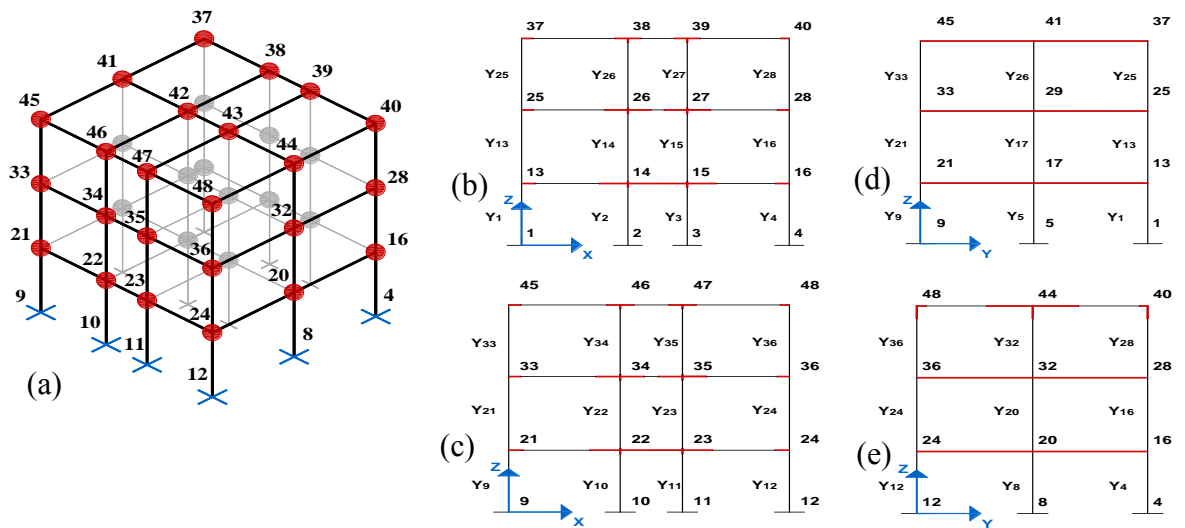 37
41
38
39
45
42
43
40
46
47
44
33
48
28
34
35
32
21
36
16
22
23
20
9
24
4
10
11
8
12
(a)
37 38 39 40
Y25 Y26 Y27 Y28
25 26 27 28
Y13 Y14 Y15 Y16
13 14 15 16
Z
Y1 Y2 Y3 Y4
1 2 3 4
X
(b)
45 46 47 48
Y33 Y34 Y35 Y36
33 34 35 36
Y21 Y22 Y23 Y24
21 22 23 24
Z
Y9 Y10 Y11 Y12
9 10 11 12
X
(c)
45 41 37
Y33 Y26 Y25
33 29 25
Y21 Y17 Y13
21 17 13
Z
Y9 Y5 Y1
9 5 1
Y
(d)
48 44 40
Y36 Y32 Y28
36 32 28
Y24 Y20 Y16
24 20 16
Z
Y12 Y8 Y4
12 8 4
Y
(e)